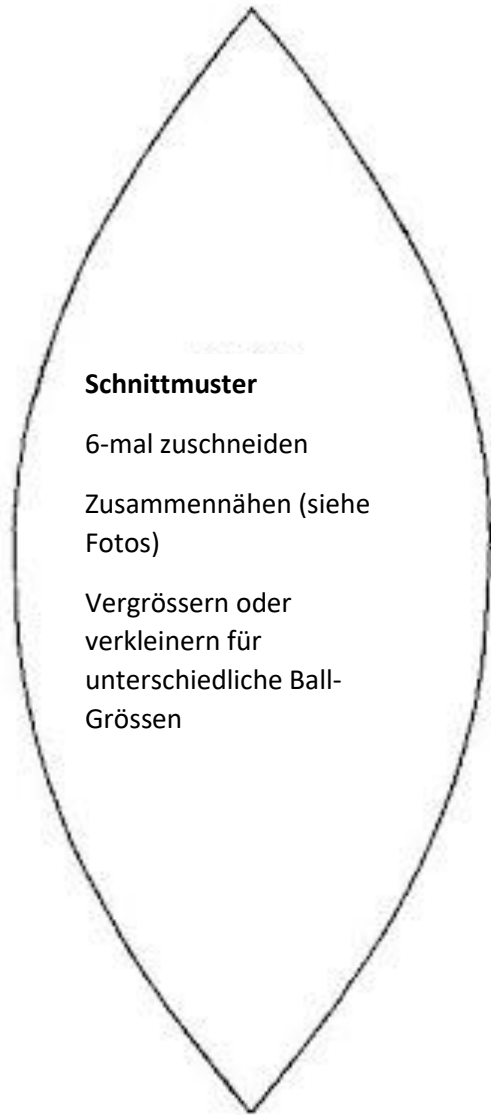 Schnittmuster
6-mal zuschneiden
Zusammennähen (siehe
Fotos)
Vergrössern oder
verkleinern für
unterschiedliche Ball-
Grössen